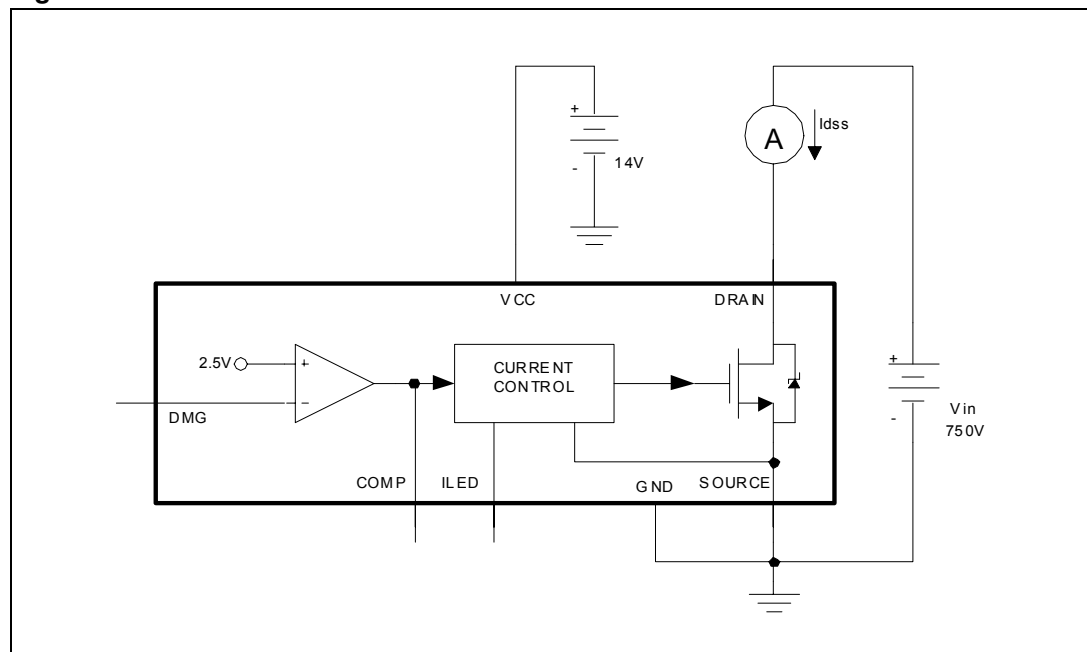 +
A
Idss
-
14V
VCC
DRAIN
2.5V
+
CURRENT
CONTROL
+
−
DMG
-
Vin
750V
COMP
ILED
GND
SOURCE